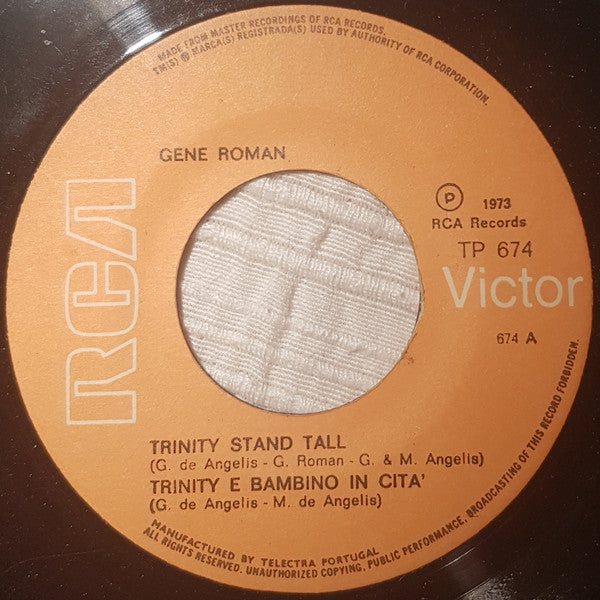 MADE FROM MASTER RECORDINGS OF RCA RECORDS.
TM(S) ® MARCA(S) REGISTRADA(S) USED BY AUTHORITY OF RCA CORPORATION.
GENE ROMAN
RCA
℗ 1973
RCA Records
TP 674
Victor
674 A
TRINITY STAND TALL
(G. de Angelis - G. Roman - G. & M. Angelis)
TRINITY E BAMBINO IN CITA'
(G. de Angelis - M. de Angelis)
MANUFACTURED BY TELECTRA PORTUGAL
ALL RIGHTS RESERVED. UNAUTHORIZED COPYING, PUBLIC PERFORMANCE, BROADCASTING OF THIS RECORD FORBIDDEN.